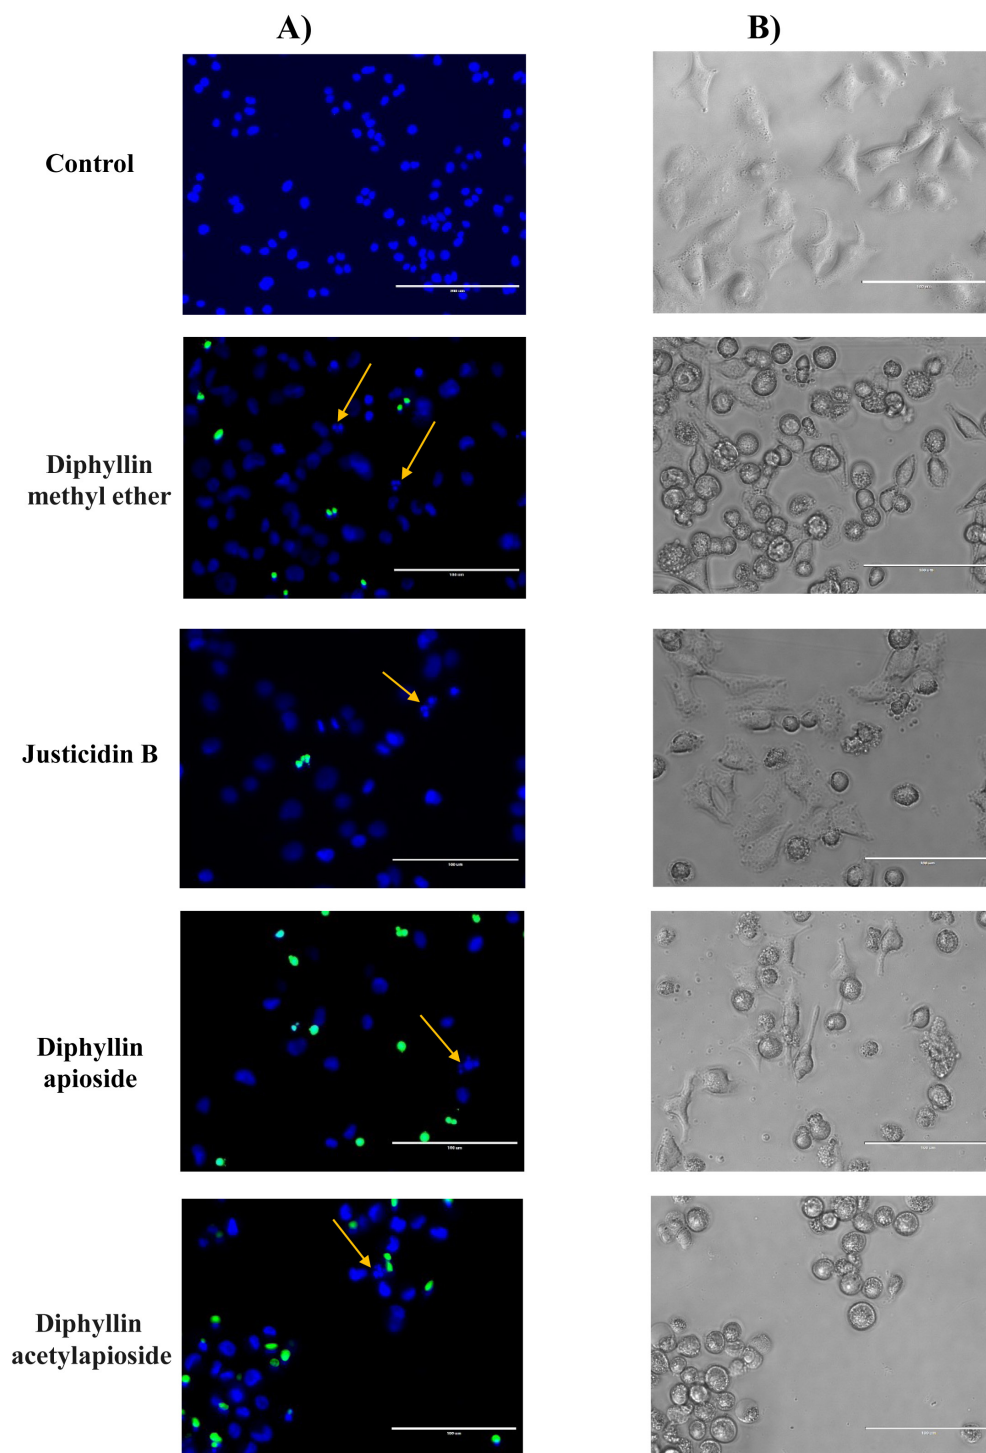 A)
B)
Control
Diphyllin
methyl ether
Justicidin B
Diphyllin
apioside
Diphyllin
acetylapioside